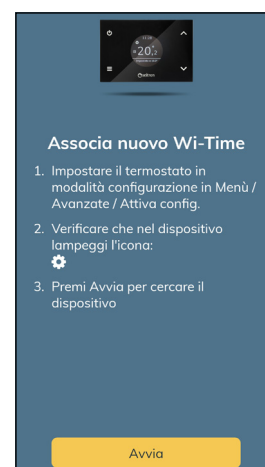 20.
Associa nuovo Wi-Time
1. Impostare il termostato in
modalità configurazione in Menù /
Avanzate / Attiva config.
2. Verificare che nel dispositivo
lampeggi l'icona:
3. Premi Avvia per cercare il
dispositivo
Avvia